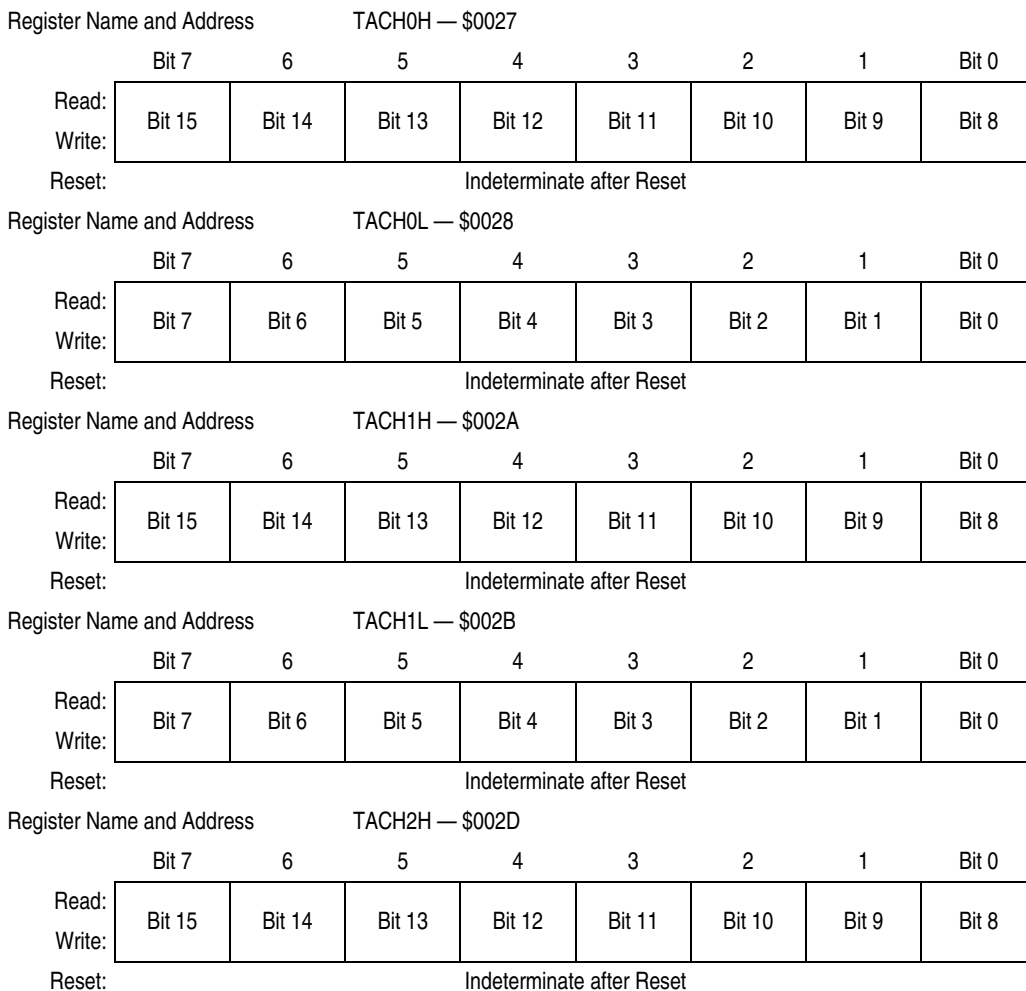 Register Name and Address TACH0H — $0027
Bit 7 6 5 4 3 2 1 Bit 0
Read:
Bit 15 Bit 14 Bit 13 Bit 12 Bit 11 Bit 10 Bit 9 Bit 8
Write:
Reset: Indeterminate after Reset
Register Name and Address TACH0L — $0028
Bit 7 6 5 4 3 2 1 Bit 0
Read:
Bit 7 Bit 6 Bit 5 Bit 4 Bit 3 Bit 2 Bit 1 Bit 0
Write:
Reset: Indeterminate after Reset
Register Name and Address TACH1H — $002A
Bit 7 6 5 4 3 2 1 Bit 0
Read:
Bit 15 Bit 14 Bit 13 Bit 12 Bit 11 Bit 10 Bit 9 Bit 8
Write:
Reset: Indeterminate after Reset
Register Name and Address TACH1L — $002B
Bit 7 6 5 4 3 2 1 Bit 0
Read:
Bit 7 Bit 6 Bit 5 Bit 4 Bit 3 Bit 2 Bit 1 Bit 0
Write:
Reset: Indeterminate after Reset
Register Name and Address TACH2H — $002D
Bit 7 6 5 4 3 2 1 Bit 0
Read:
Bit 15 Bit 14 Bit 13 Bit 12 Bit 11 Bit 10 Bit 9 Bit 8
Write:
Reset: Indeterminate after Reset